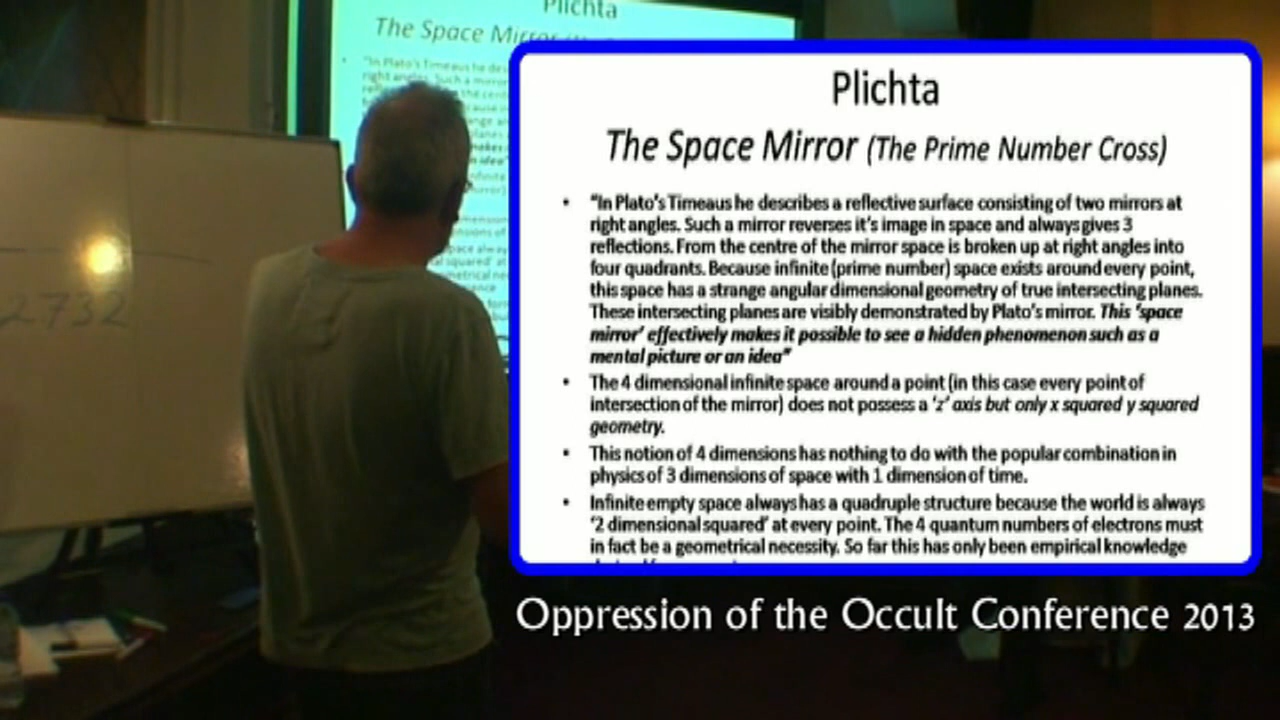 Plichta
The Space Mirror
2732
Plichta
The Space Mirror (The Prime Number Cross)
• "In Plato's Timeaus he describes a reflective surface consisting of two mirrors at
right angles. Such a mirror reverses it's image in space and always gives 3
reflections. From the centre of the mirror space is broken up at right angles into
four quadrants. Because infinite (prime number) space exists around every point,
this space has a strange angular dimensional geometry of true intersecting planes.
These intersecting planes are visibly demonstrated by Plato's mirror. This 'space
mirror' effectively makes it possible to see a hidden phenomenon such as a
mental picture or an idea"
• The 4 dimensional infinite space around a point (in this case every point of
intersection of the mirror) does not possess a 'z' axis but only x squared y squared
geometry.
• This notion of 4 dimensions has nothing to do with the popular combination in
physics of 3 dimensions of space with 1 dimension of time.
• Infinite empty space always has a quadruple structure because the world is always
'2 dimensional squared' at every point. The 4 quantum numbers of electrons must
in fact be a geometrical necessity. So far this has only been empirical knowledge
Oppression of the Occult Conference 2013